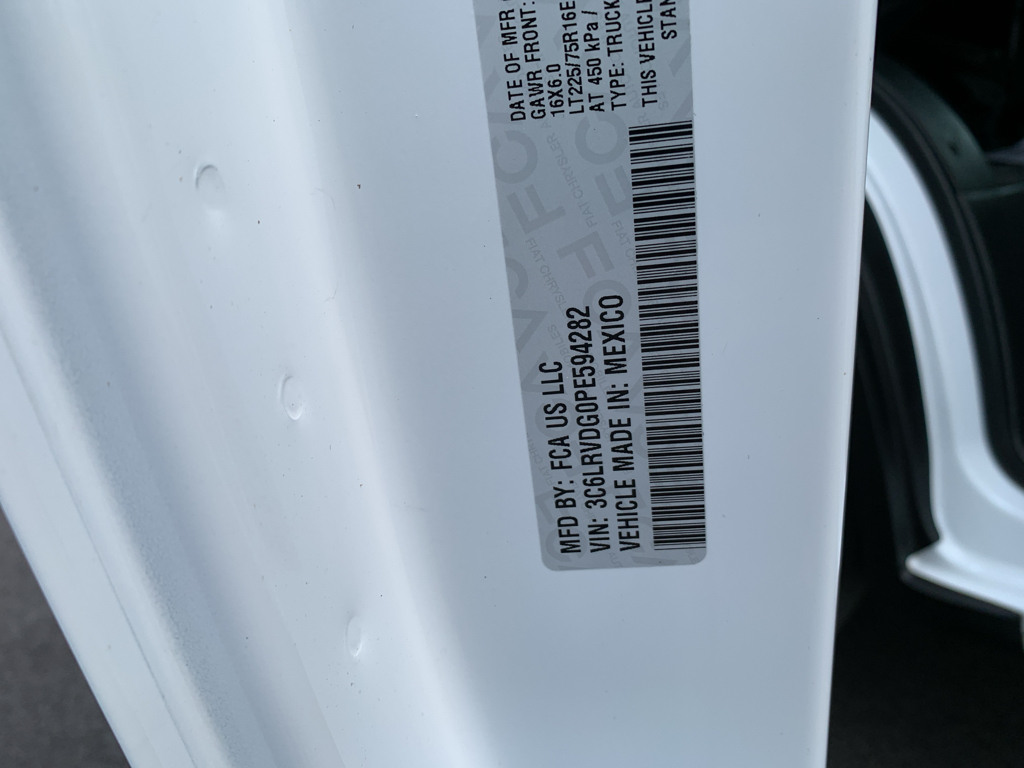 MFD BY: FCA US LLC
VIN: 3C6LRVDG0PE594282
VEHICLE MADE IN: MEXICO
DATE OF MFR
GAWR FRONT:
16X6.0
LT225/75R16E
AT 450 kPa /
TYPE: TRUCK
THIS VEHICLE
STAN